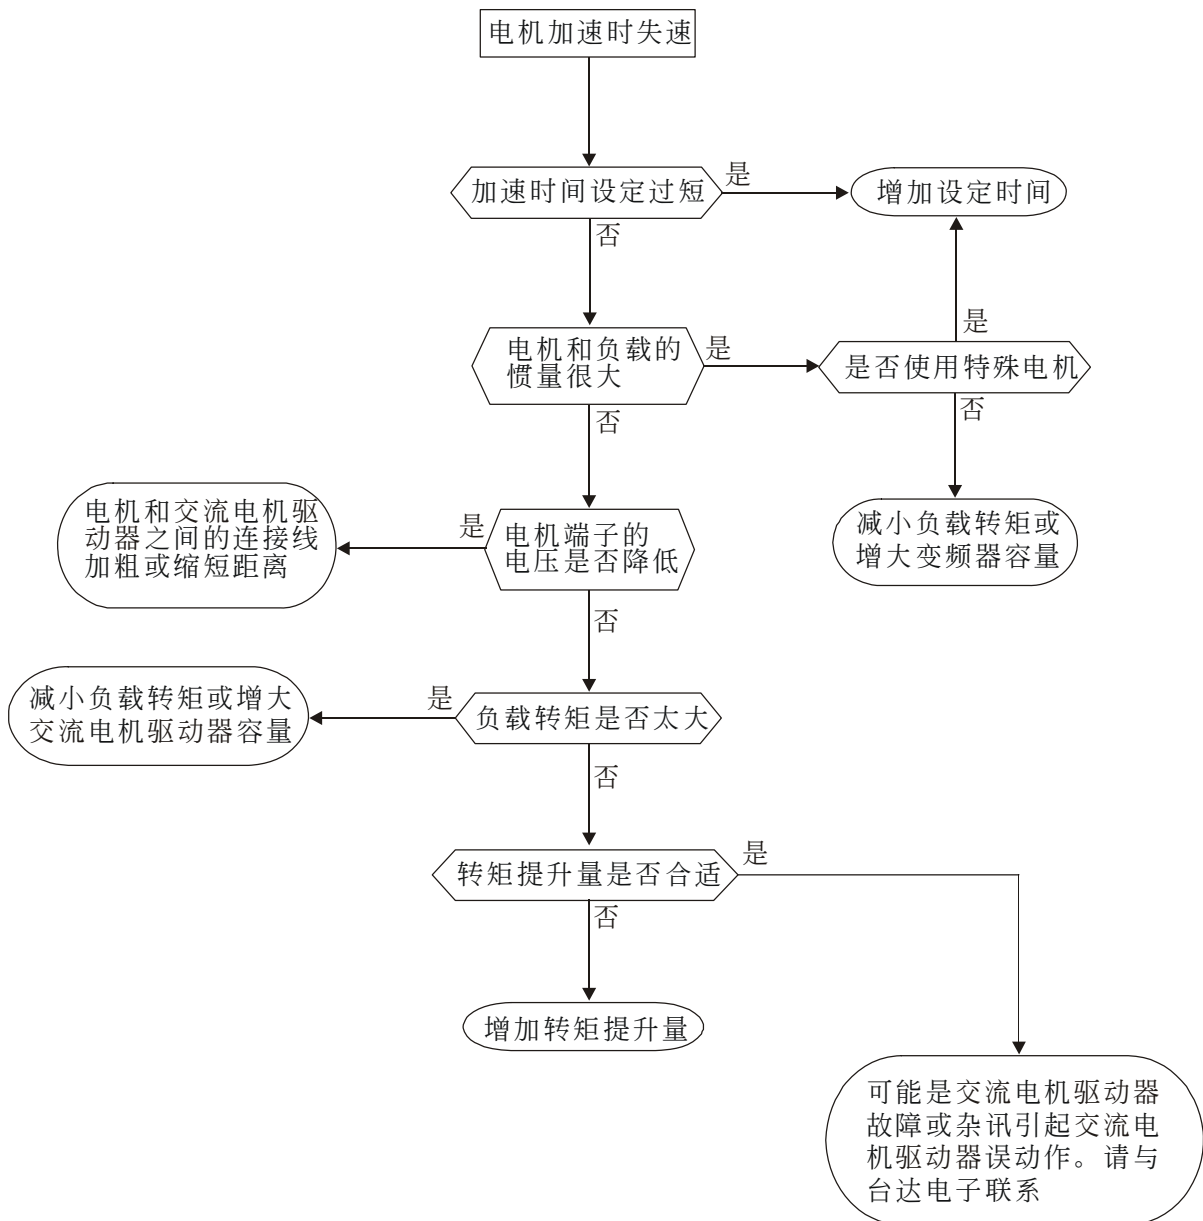 电机加速时失速
加速时间设定过短
是
增加设定时间
否
是
电机和负载的
惯量很大
是
是否使用特殊电机
否
否
电机和交流电机驱
动器之间的连接线
加粗或缩短距离
是
电机端子的
电压是否降低
减小负载转矩或
增大变频器容量
否
减小负载转矩或增大
交流电机驱动器容量
是
负载转矩是否太大
否
转矩提升量是否合适
是
否
增加转矩提升量
可能是交流电机驱动器
故障或杂讯引起交流电
机驱动器误动作。请与
台达电子联系